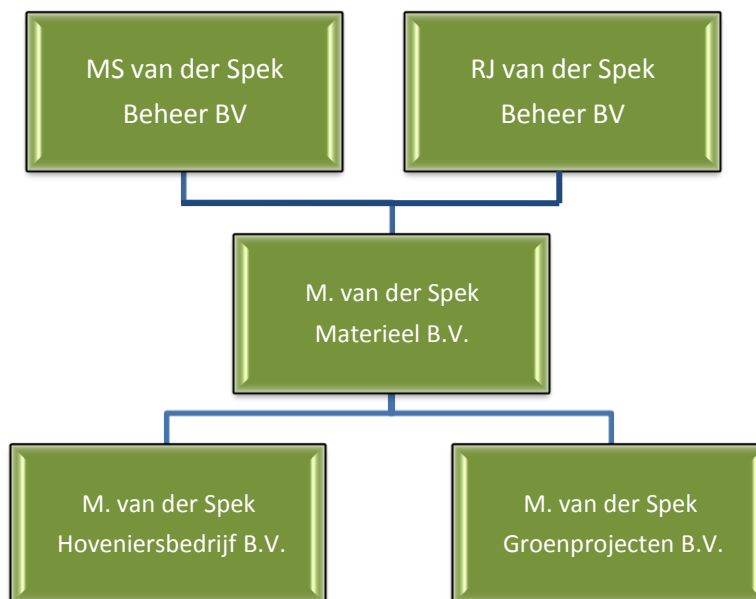 MS van der Spek
Beheer BV
RJ van der Spek
Beheer BV
M. van der Spek
Materieel B.V.
M. van der Spek
Hoveniersbedrijf B.V.
M. van der Spek
Groenprojecten B.V.